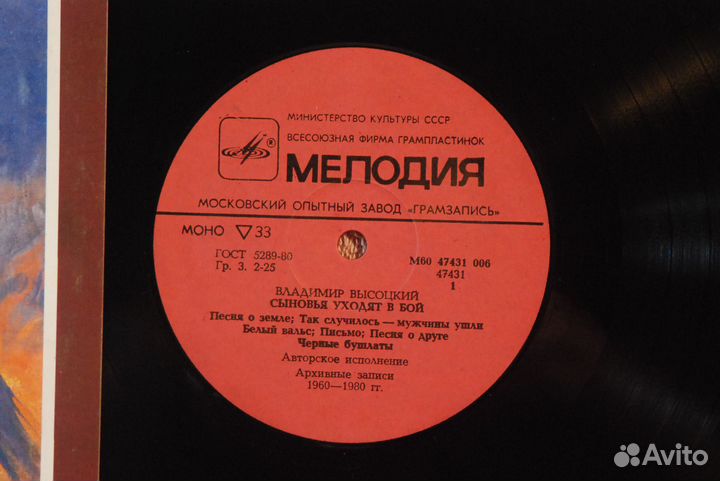 МИНИСТЕРСТВО КУЛЬТУРЫ СССР
ВСЕСОЮЗНАЯ ФИРМА ГРАМПЛАСТИНОК
®
МЕЛОДИЯ
МОСКОВСКИЙ ОПЫТНЫЙ ЗАВОД «ГРАМЗАПИСЬ»
МОНО ▽ 33
ГОСТ 5289-80
Гр. 3. 2-25
М60 47431 006
47431
1
ВЛАДИМИР ВЫСОЦКИЙ
СЫНОВЬЯ УХОДЯТ В БОЙ
Песня о земле; Так случилось — мужчины ушли
Белый вальс; Письмо; Песня о друге
Черные бушлаты
Авторское исполнение
Архивные записи
1960—1980 гг.
Avito